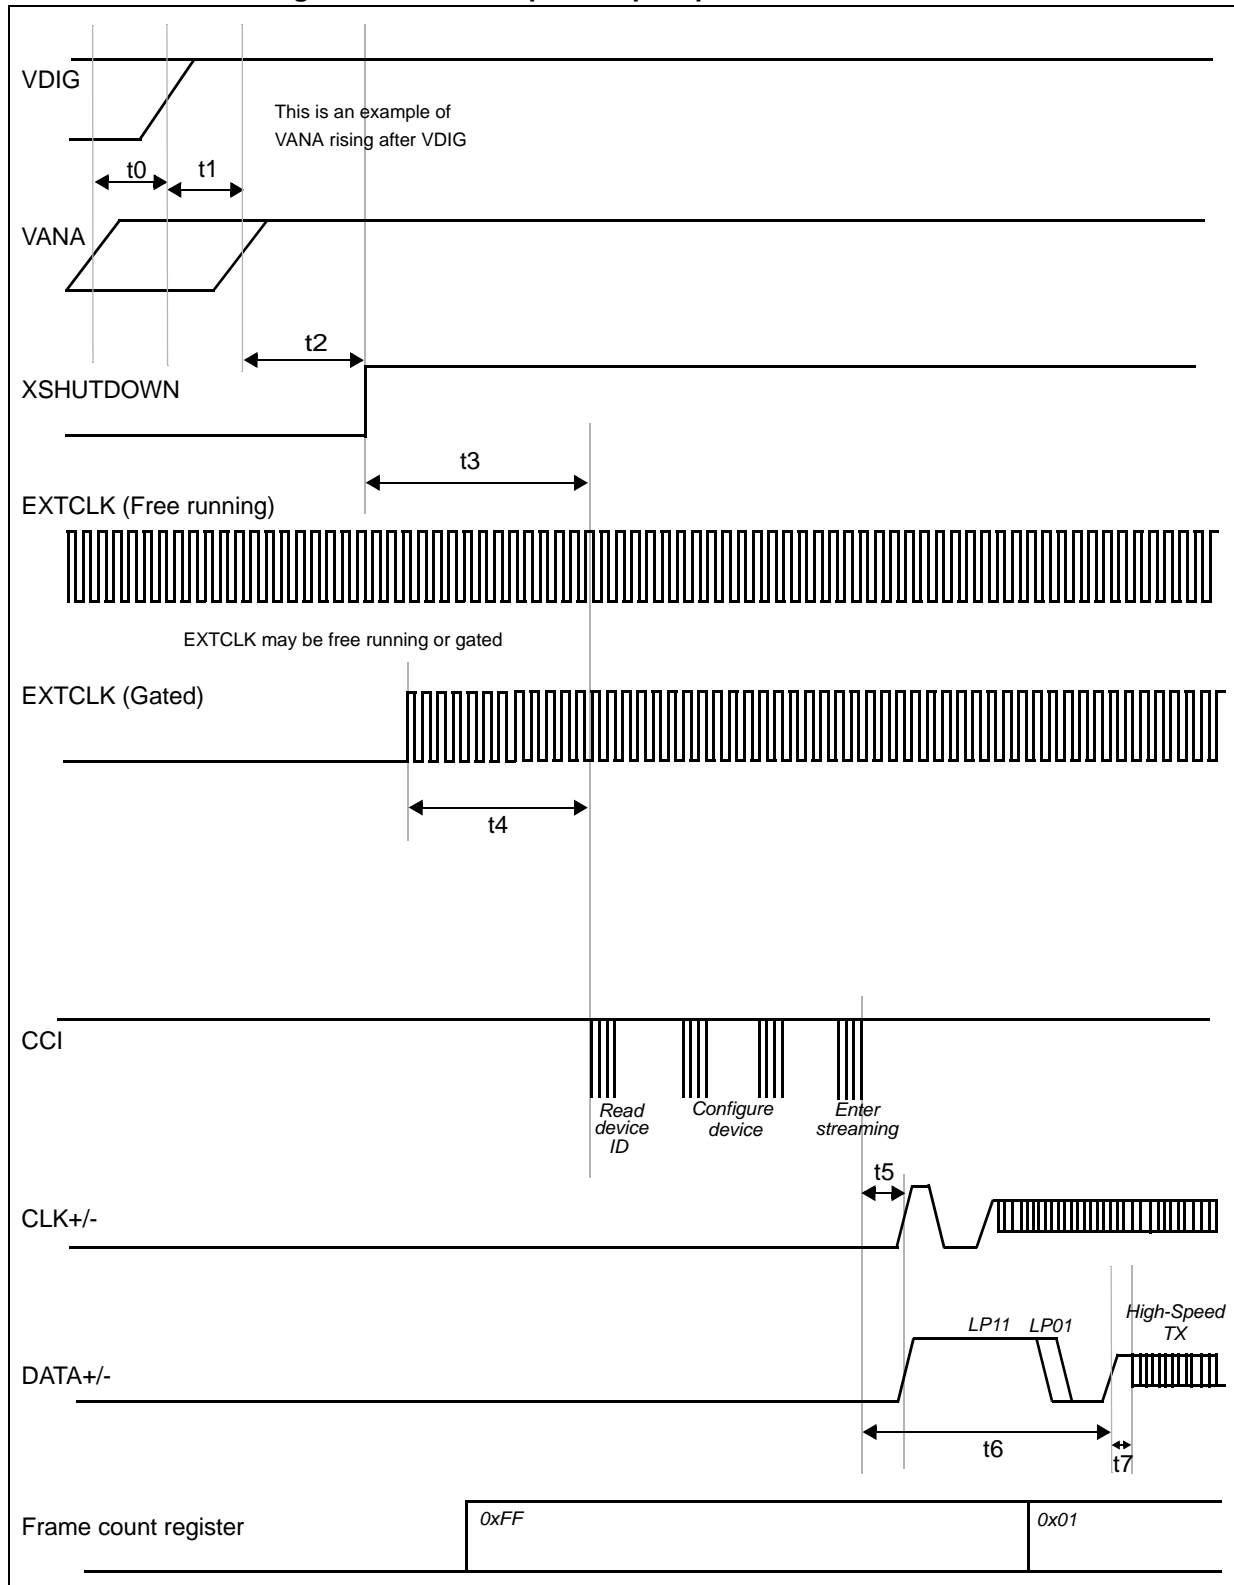 VDIG
This is an example of
VANA rising after VDIG
t0
t1
VANA
t2
XSHUTDOWN
t3
EXTCLK (Free running)
EXTCLK may be free running or gated
EXTCLK (Gated)
t4
CCI
Read
device
ID
Configure
device
Enter
streaming
t5
CLK+/-
LP11
LP01
High-Speed
TX
DATA+/-
t6
t7
Frame count register
0xFF
0x01